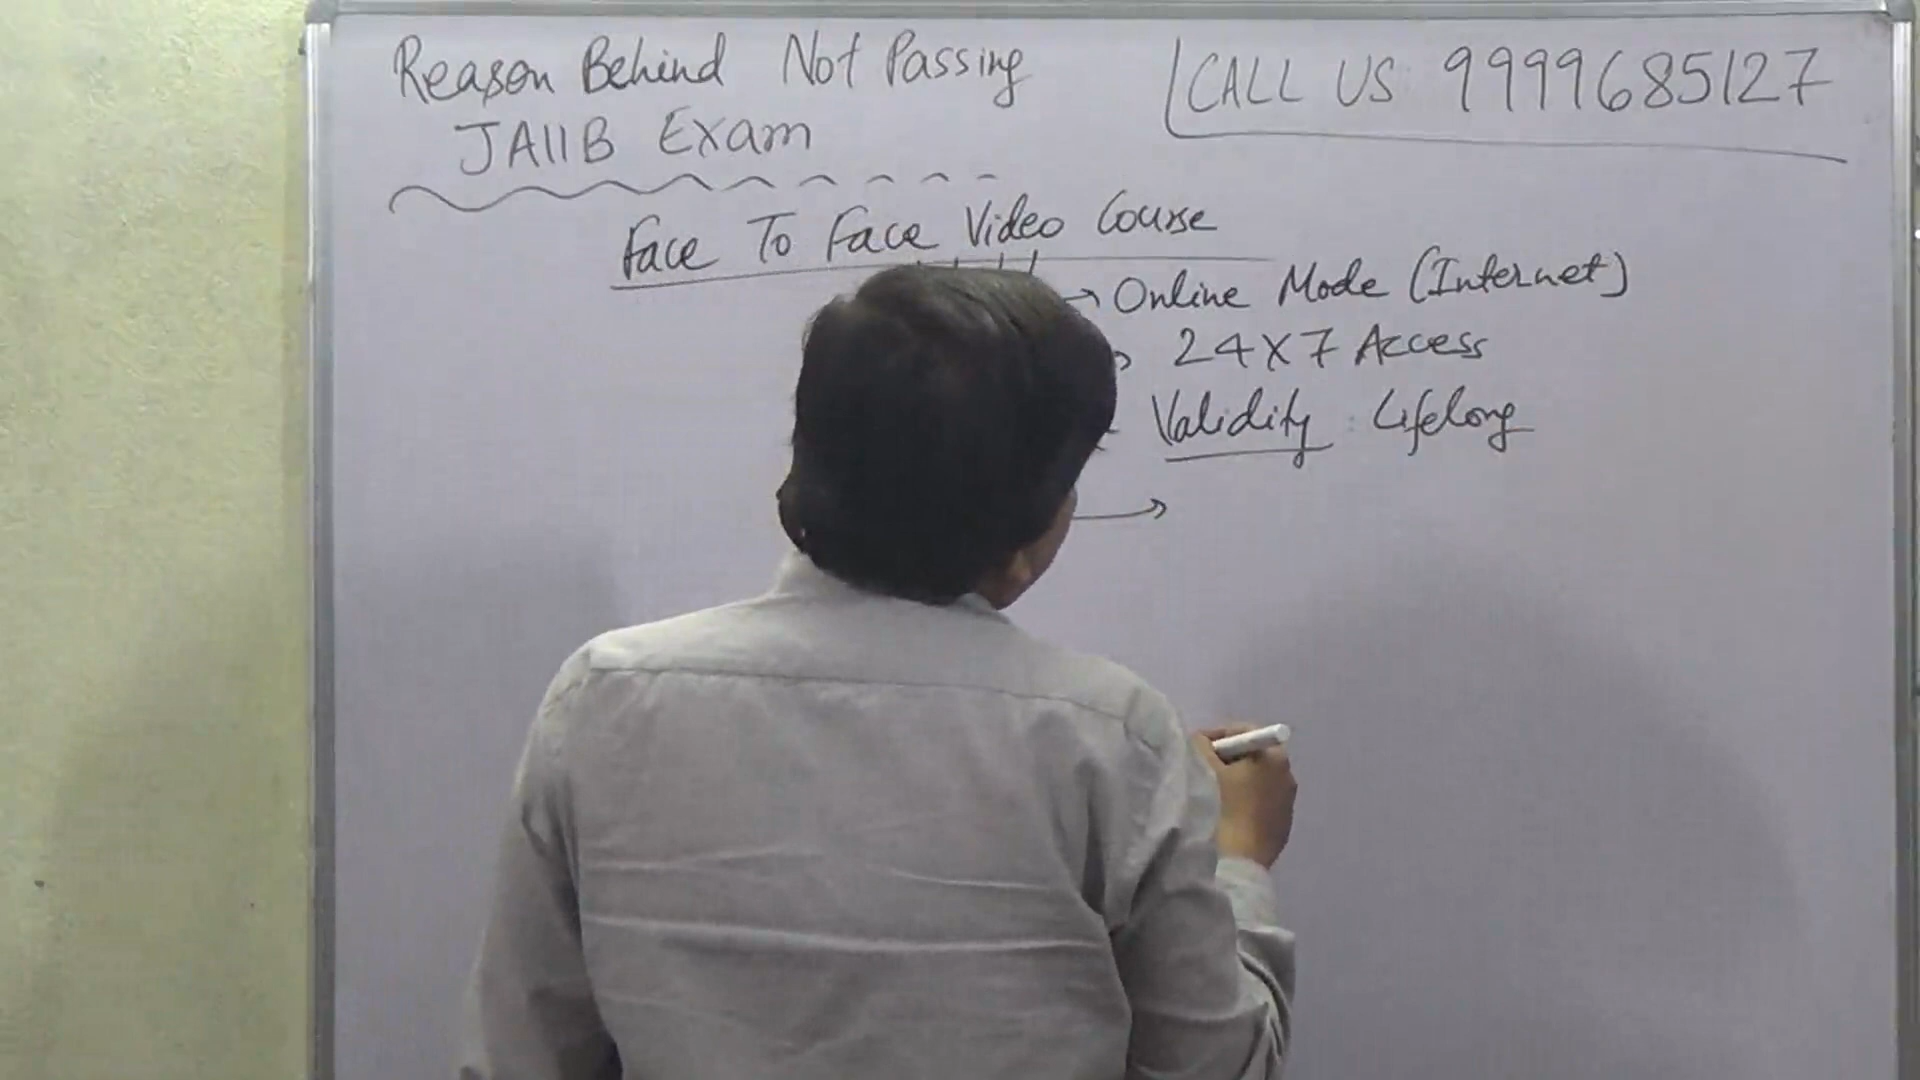 Reason Behind Not Passing
JAIIB Exam
CALL US 9999685127
Face To Face Video Course
→ Online Mode (Internet)
24X7 Access
Validity : Lifelong
→